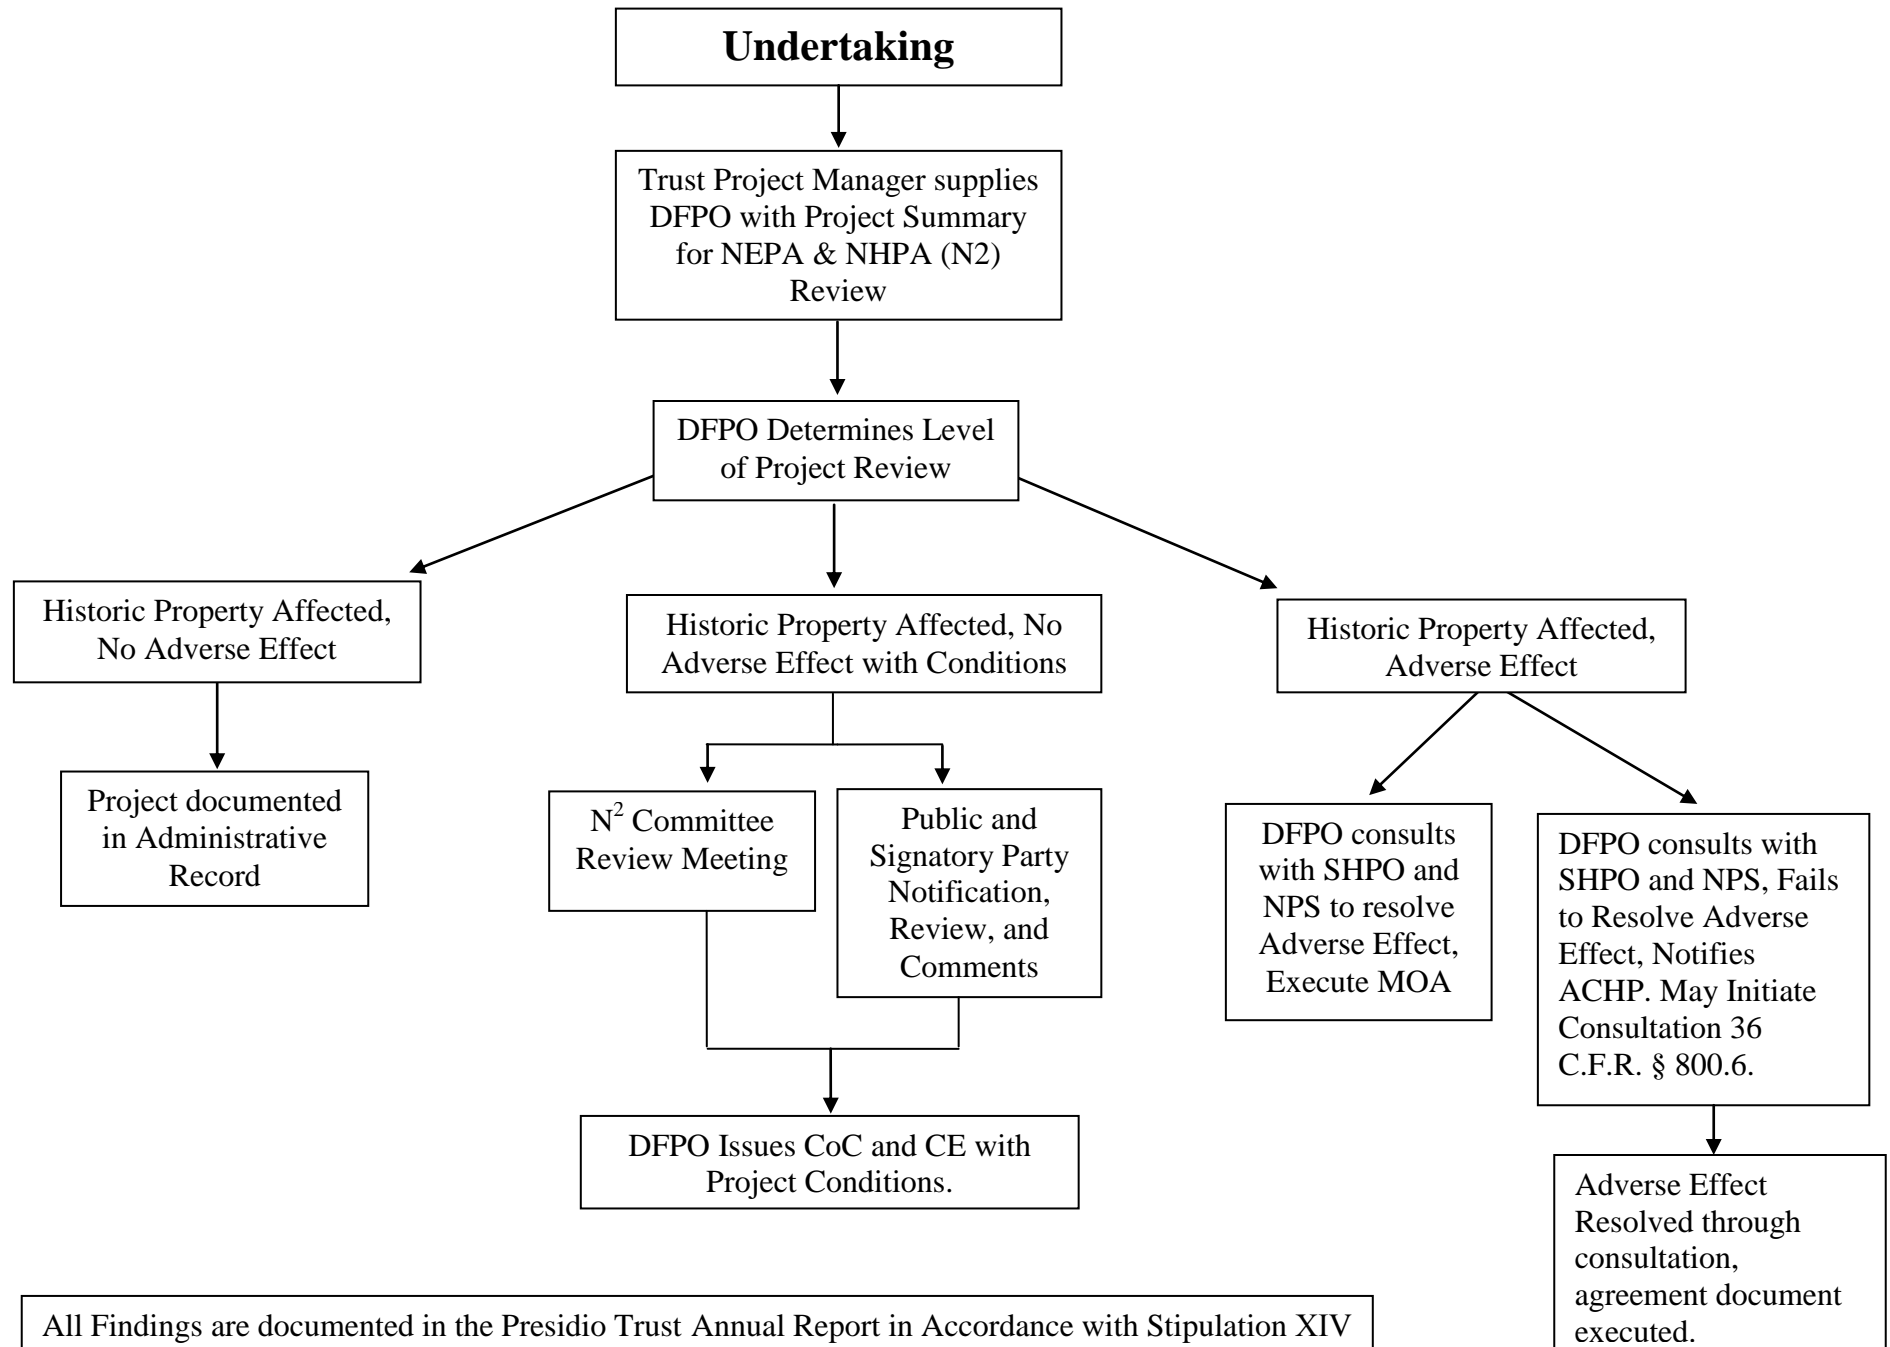 Undertaking
Trust Project Manager supplies
DFPO with Project Summary
for NEPA & NHPA (N2)
Review
DFPO Determines Level
of Project Review
Historic Property Affected,
No Adverse Effect
Historic Property Affected, No
Adverse Effect with Conditions
Historic Property Affected,
Adverse Effect
Project documented
in Administrative
Record
N² Committee
Review Meeting
Public and
Signatory Party
Notification,
Review, and
Comments
DFPO consults
with SHPO and
NPS to resolve
Adverse Effect,
Execute MOA
DFPO consults with
SHPO and NPS, Fails
to Resolve Adverse
Effect, Notifies
ACHP. May Initiate
Consultation 36
C.F.R. § 800.6.
DFPO Issues CoC and CE with
Project Conditions.
Adverse Effect
Resolved through
consultation,
agreement document
executed.
All Findings are documented in the Presidio Trust Annual Report in Accordance with Stipulation XIV